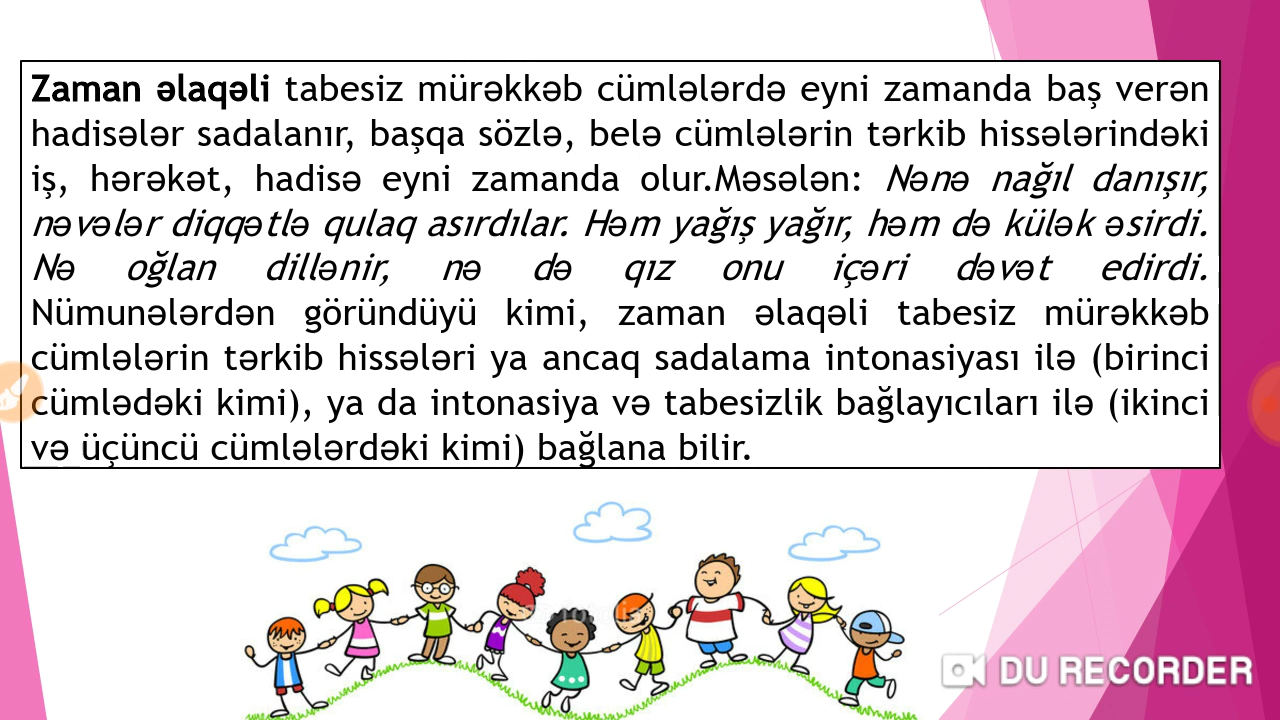 Zaman əlaqəli tabesiz mürəkkəb cümlələrdə eyni zamanda baş verən
hadisələr sadalanır, başqa sözlə, belə cümlələrin tərkib hissələrindəki
iş, hərəkət, hadisə eyni zamanda olur.Məsələn: Nənə nağıl danışır,
nəvələr diqqətlə qulaq asırdılar. Həm yağış yağır, həm də külək əsirdi.
Nə oğlan dillənir, nə də qız onu içəri dəvət edirdi.
Nümunələrdən göründüyü kimi, zaman əlaqəli tabesiz mürəkkəb
cümlələrin tərkib hissələri ya ancaq sadalama intonasiyası ilə (birinci
cümlədəki kimi), ya da intonasiya və tabesizlik bağlayıcıları ilə (ikinci
və üçüncü cümlələrdəki kimi) bağlana bilir.
DU RECORDER